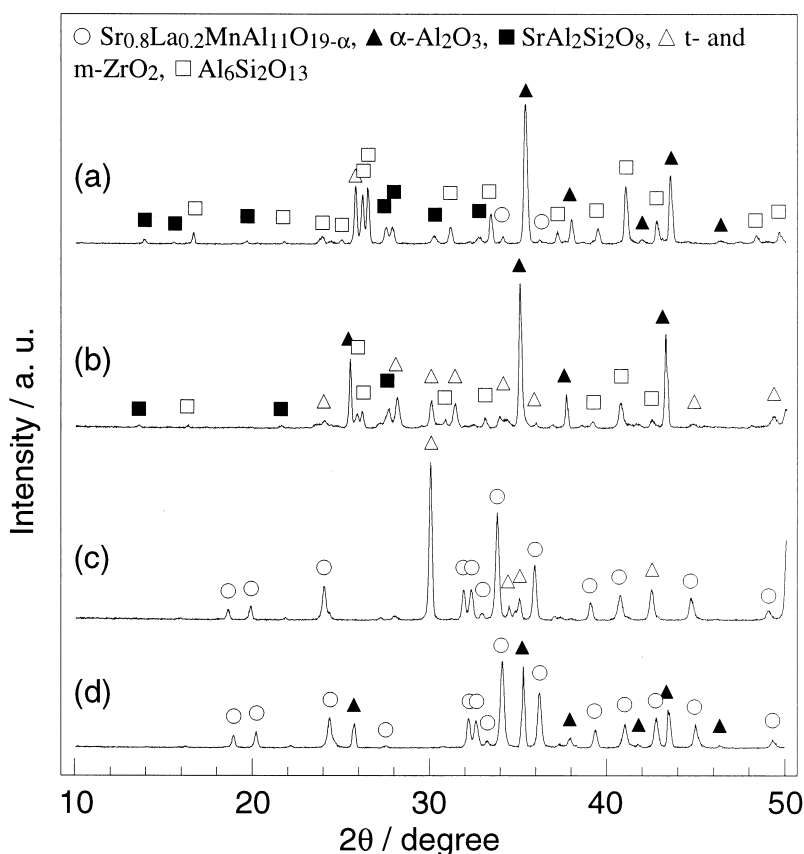 ○ Sr0.8La0.2MnAl11O19-α, ▲ α-Al2O3, ■ SrAl2Si2O8, △ t- and
m-ZrO2, □ Al6Si2O13
(a)
(b)
(c)
(d)
Intensity / a. u.
10 20 30 40 50
2θ / degree